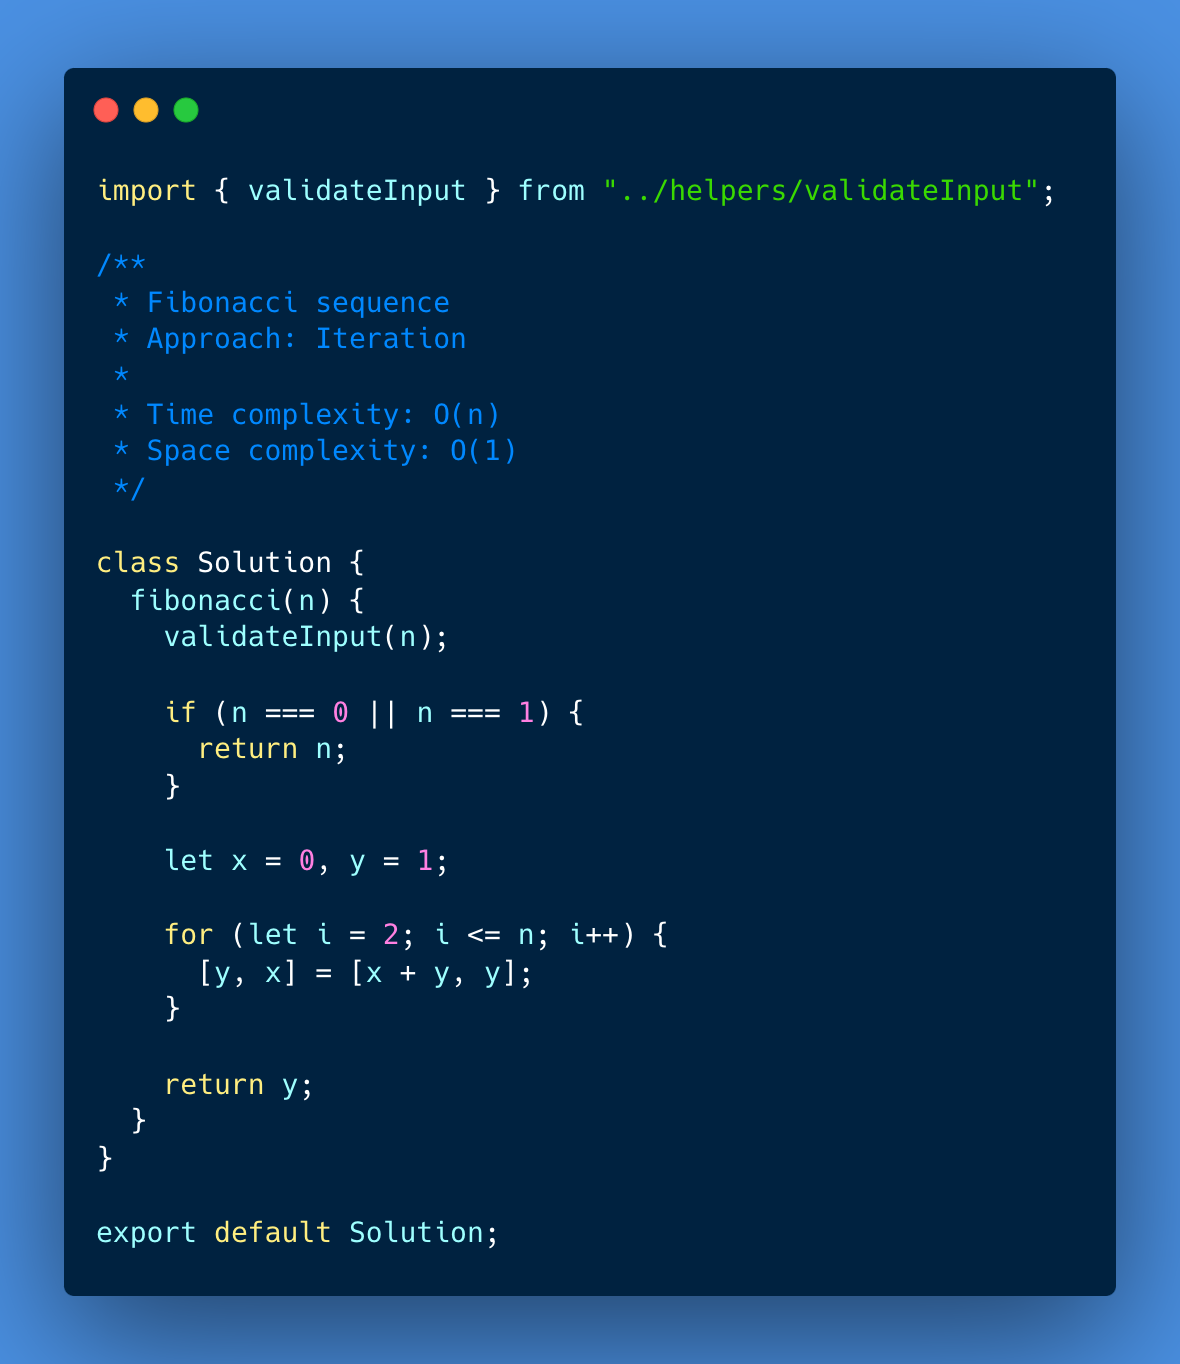 import { validateInput } from "../helpers/validateInput";

/**
 * Fibonacci sequence
 * Approach: Iteration
 *
 * Time complexity: O(n)
 * Space complexity: O(1)
 */

class Solution {
  fibonacci(n) {
    validateInput(n);

    if (n === 0 || n === 1) {
      return n;
    }

    let x = 0, y = 1;

    for (let i = 2; i <= n; i++) {
      [y, x] = [x + y, y];
    }

    return y;
  }
}

export default Solution;